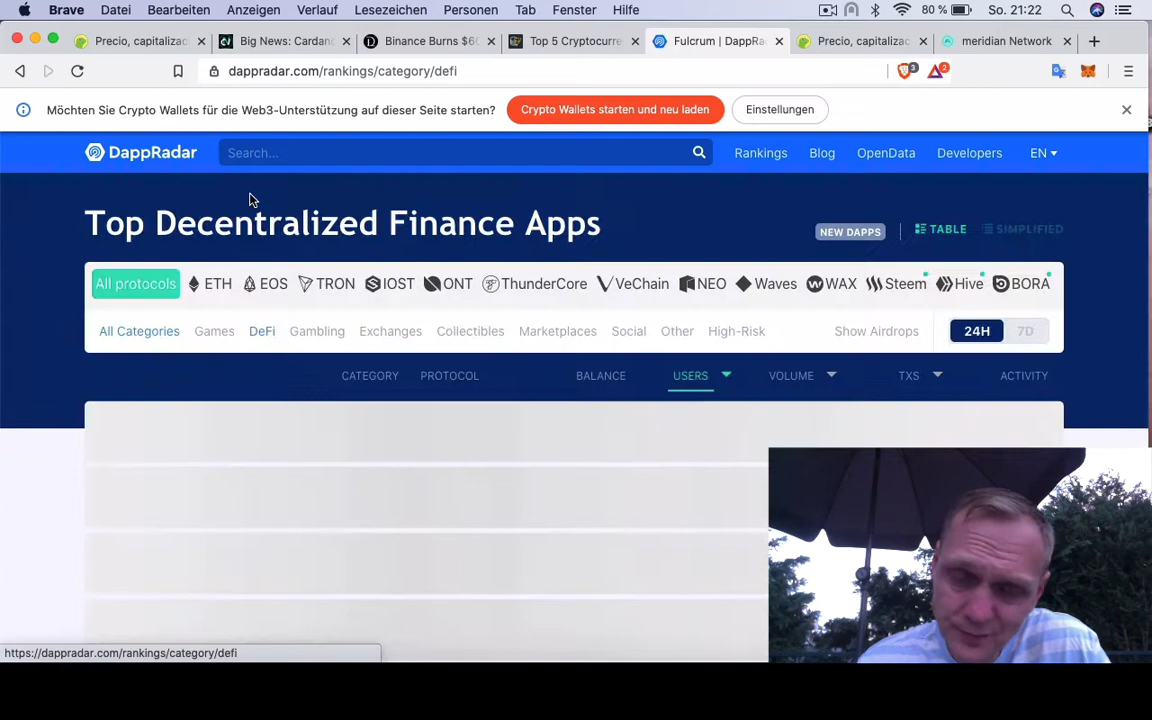 Brave Datei Bearbeiten Anzeigen Verlauf Lesezeichen Personen Tab Fenster Hilfe 80 % So. 21:22
Precio, capitalizac Big News: Cardan Binance Burns $60 Top 5 Cryptocurre Fulcrum | DappRa Precio, capitalizac meridian Network
dappradar.com/rankings/category/defi 3 2
Möchten Sie Crypto Wallets für die Web3-Unterstützung auf dieser Seite starten? Crypto Wallets starten und neu laden Einstellungen
DappRadar Search... Rankings Blog OpenData Developers EN
Top Decentralized Finance Apps
NEW DAPPS TABLE SIMPLIFIED
All protocols ETH EOS TRON IOST ONT ThunderCore VeChain NEO Waves WAX Steem Hive BORA
All Categories Games DeFi Gambling Exchanges Collectibles Marketplaces Social Other High-Risk Show Airdrops 24H 7D
CATEGORY PROTOCOL BALANCE USERS VOLUME TXS ACTIVITY
https://dappradar.com/rankings/category/defi